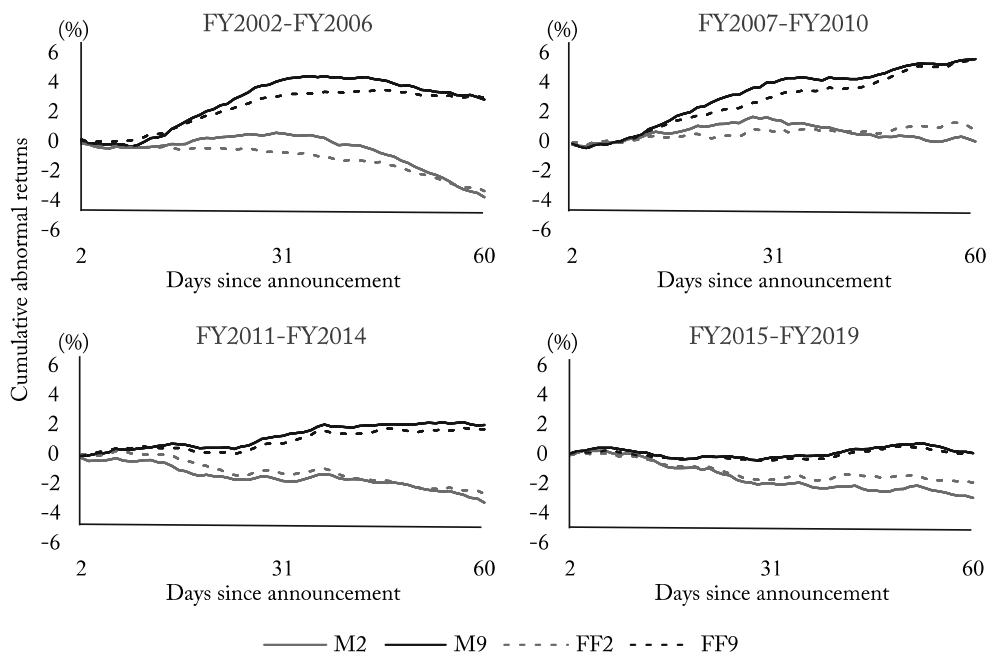 FY2002-FY2006
(%)
6
4
2
0
-2
-4
-6
2 31 60
Days since announcement
FY2007-FY2010
(%)
6
4
2
0
-2
-4
-6
2 31 60
Days since announcement
Cumulative abnormal returns
FY2011-FY2014
(%)
6
4
2
0
-2
-4
-6
2 31 60
Days since announcement
FY2015-FY2019
(%)
6
4
2
0
-2
-4
-6
2 31 60
Days since announcement
M2 M9 FF2 FF9